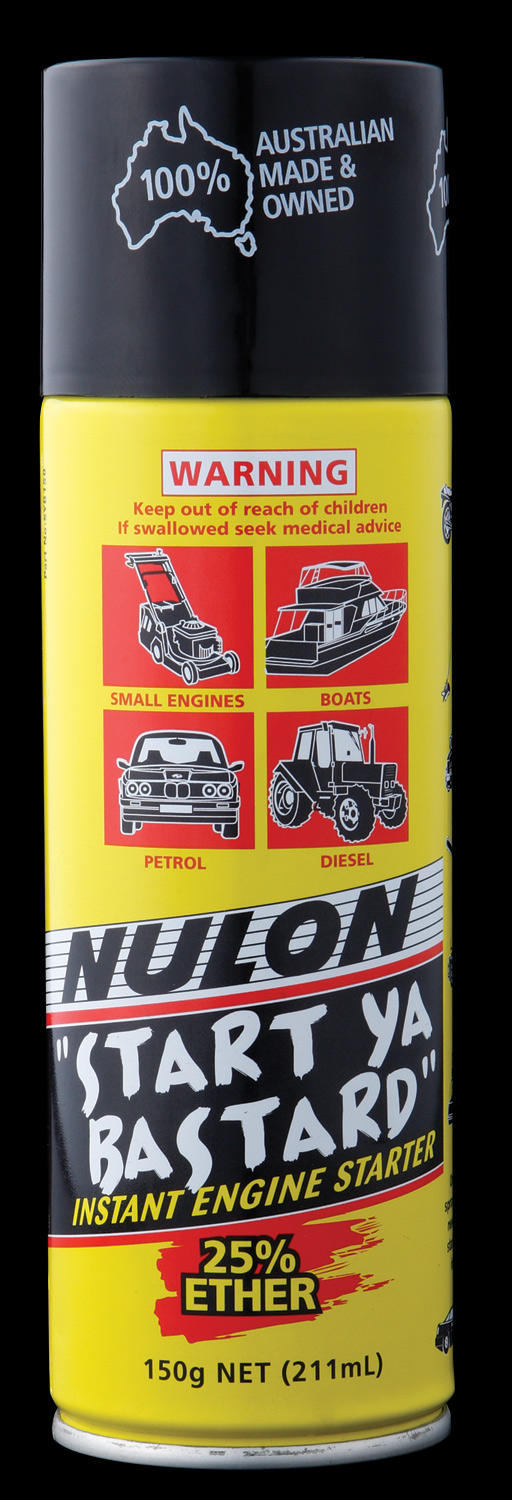 100%
AUSTRALIAN
MADE &
OWNED
WARNING
Keep out of reach of children
If swallowed seek medical advice
SMALL ENGINES
BOATS
PETROL
DIESEL
NULON
"START YA
BASTARD"
INSTANT ENGINE STARTER
25%
ETHER
150g NET (211mL)